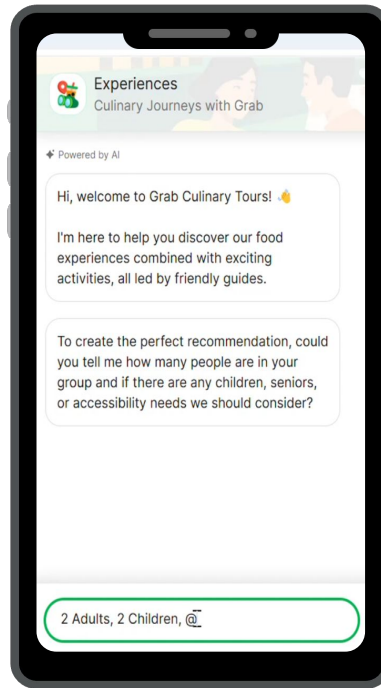 Experiences
Culinary Journeys with Grab
Powered by AI
Hi, welcome to Grab Culinary Tours! 👋
I'm here to help you discover our food
experiences combined with exciting
activities, all led by friendly guides.
To create the perfect recommendation, could
you tell me how many people are in your
group and if there are any children, seniors,
or accessibility needs we should consider?
2 Adults, 2 Children, @